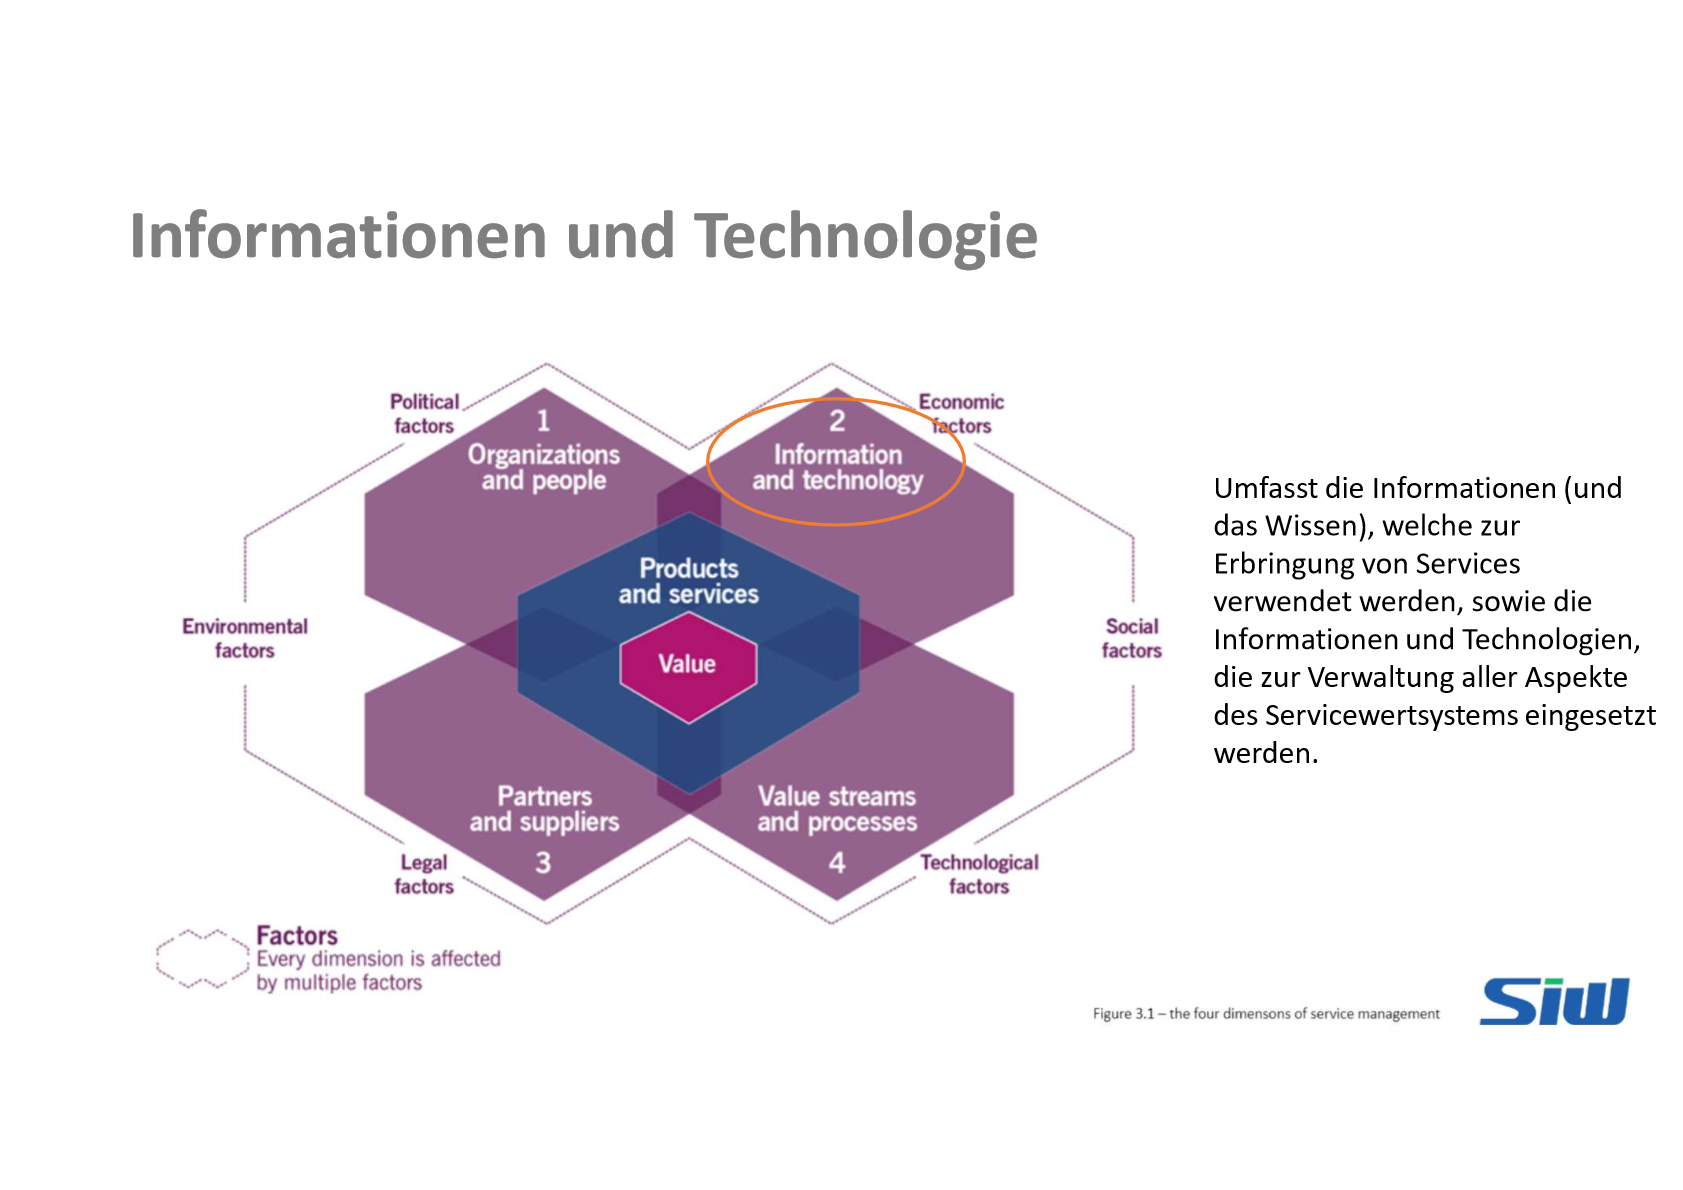 Informationen und Technologie
Political
factors
Economic
factors
1
Organizations
and people
2
Information
and technology
Products
and services
Value
Environmental
factors
Social
factors
Partners
and suppliers
3
Value streams
and processes
4
Legal
factors
Technological
factors
Factors
Every dimension is affected
by multiple factors
Umfasst die Informationen (und
das Wissen), welche zur
Erbringung von Services
verwendet werden, sowie die
Informationen und Technologien,
die zur Verwaltung aller Aspekte
des Servicewertsystems eingesetzt
werden.
Figure 3.1 – the four dimensons of service management
Siw